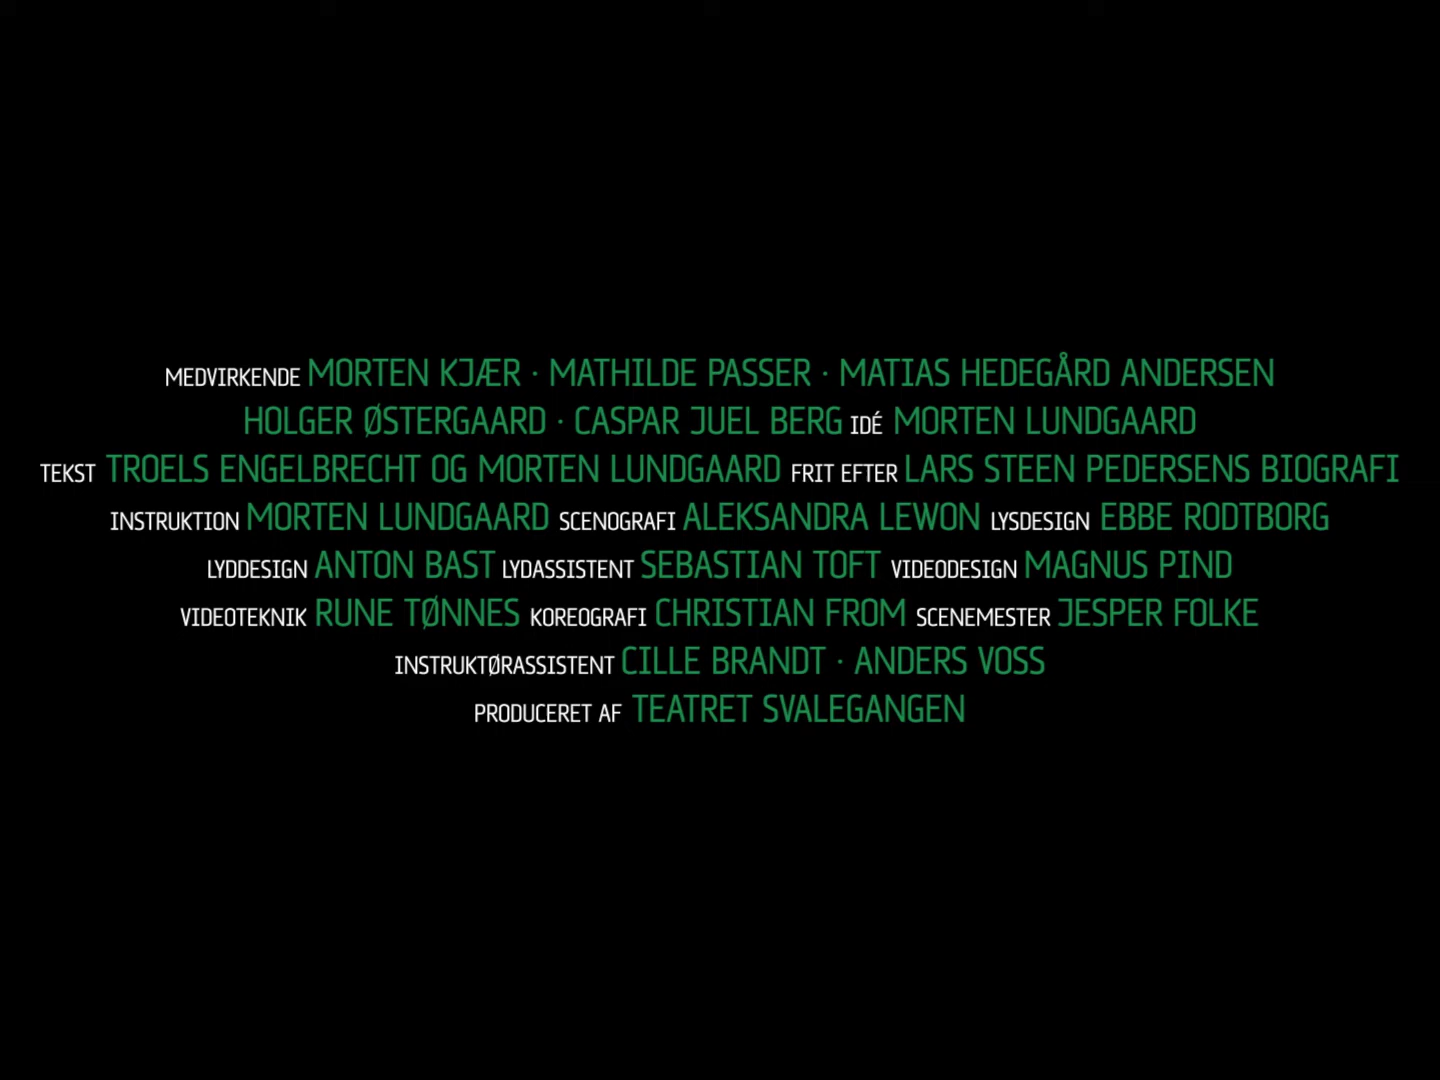 MEDVIRKENDE MORTEN KJÆR · MATHILDE PASSER · MATIAS HEDEGÅRD ANDERSEN
HOLGER ØSTERGAARD · CASPAR JUEL BERG IDÉ MORTEN LUNDGAARD
TEKST TROELS ENGELBRECHT OG MORTEN LUNDGAARD FRIT EFTER LARS STEEN PEDERSENS BIOGRAFI
INSTRUKTION MORTEN LUNDGAARD SCENOGRAFI ALEKSANDRA LEWON LYSDESIGN EBBE RODTBORG
LYDDESIGN ANTON BAST LYDASSISTENT SEBASTIAN TOFT VIDEODESIGN MAGNUS PIND
VIDEOTEKNIK RUNE TØNNES KOREOGRAFI CHRISTIAN FROM SCENEMESTER JESPER FOLKE
INSTRUKTØRASSISTENT CILLE BRANDT · ANDERS VOSS
PRODUCERET AF TEATRET SVALEGANGEN